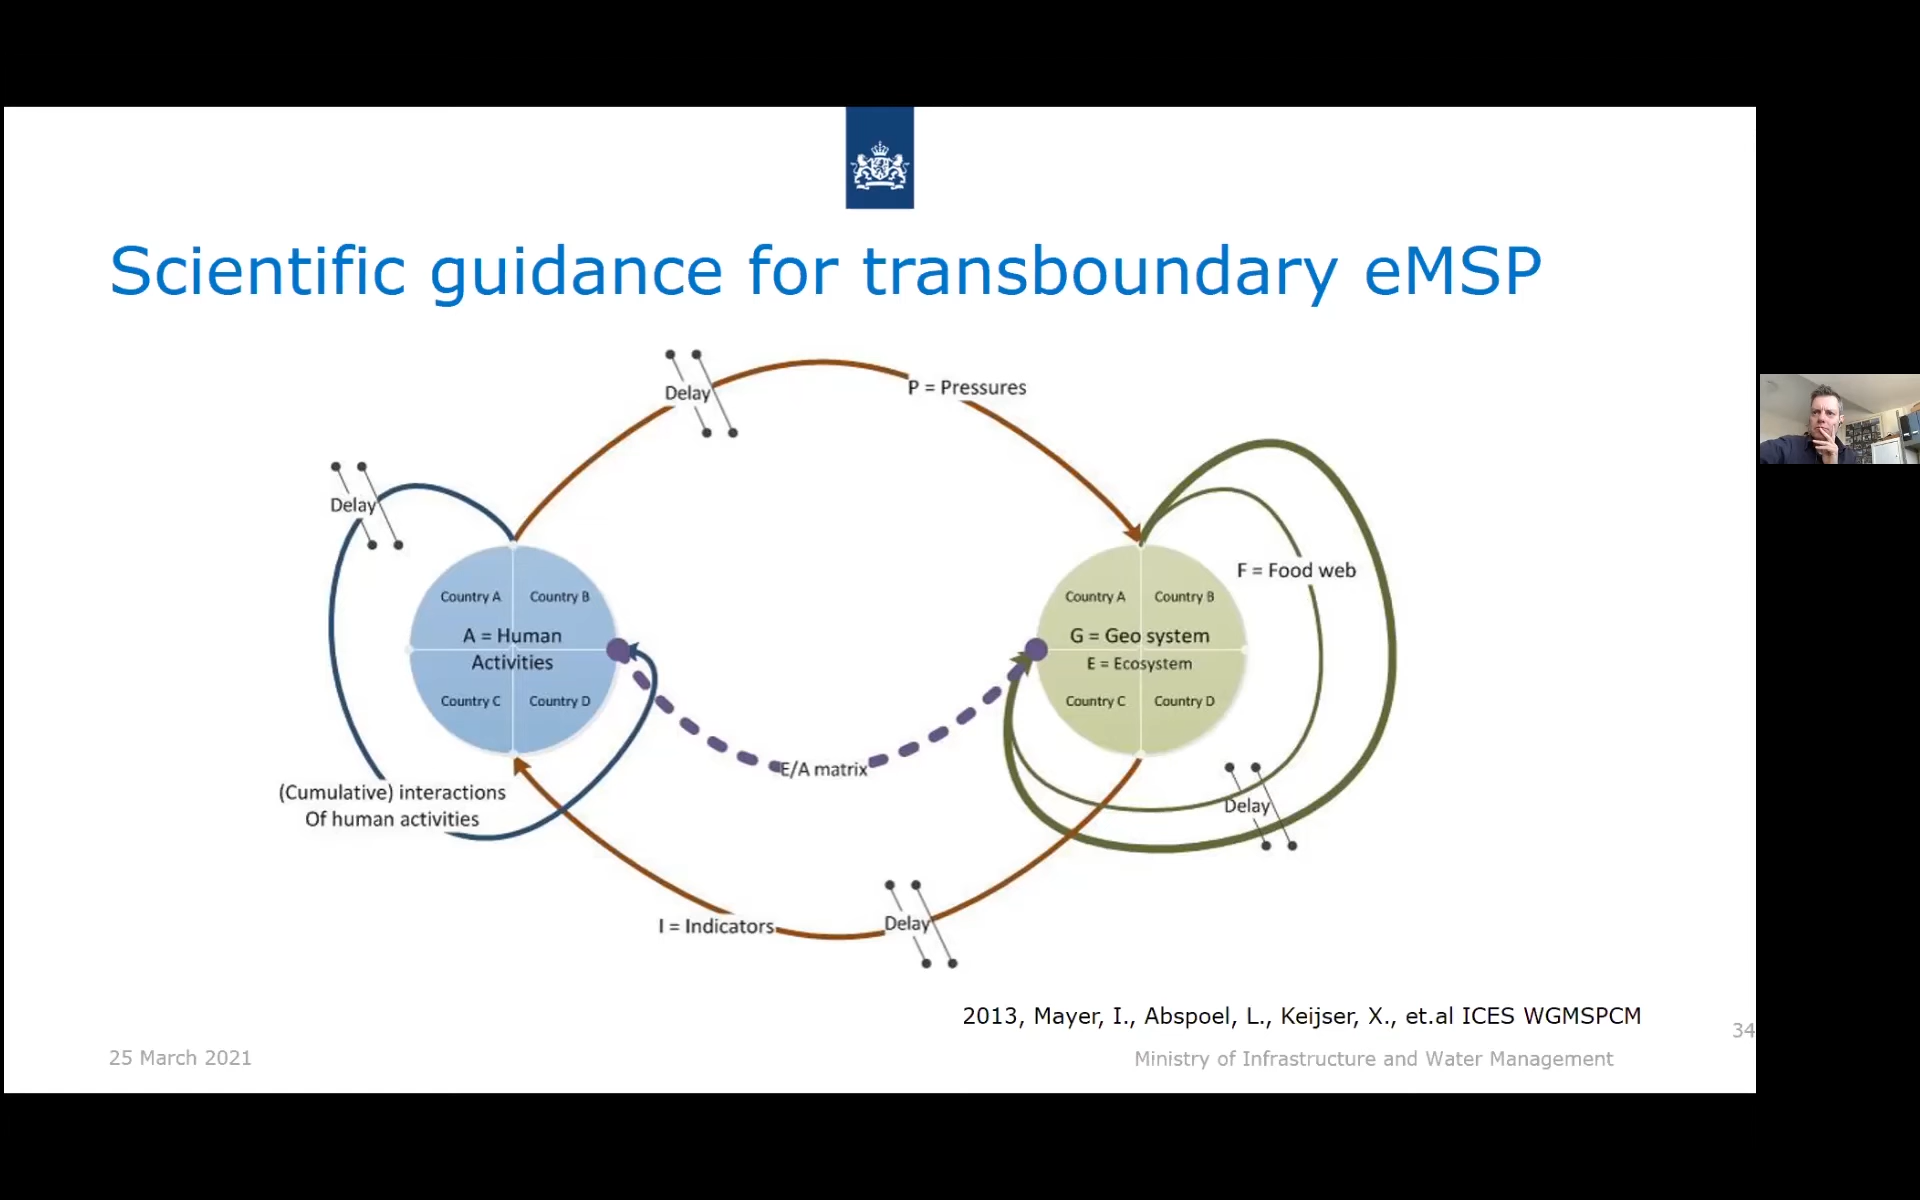 Scientific guidance for transboundary eMSP
Delay
P = Pressures
Delay
F = Food web
Country A
Country B
A = Human
Activities
Country C
Country D
Country A
Country B
G = Geo system
E = Ecosystem
Country C
Country D
E/A matrix
(Cumulative) interactions
Of human activities
Delay
I = Indicators
Delay
2013, Mayer, I., Abspoel, L., Keijser, X., et.al ICES WGMSPCM
34
25 March 2021
Ministry of Infrastructure and Water Management